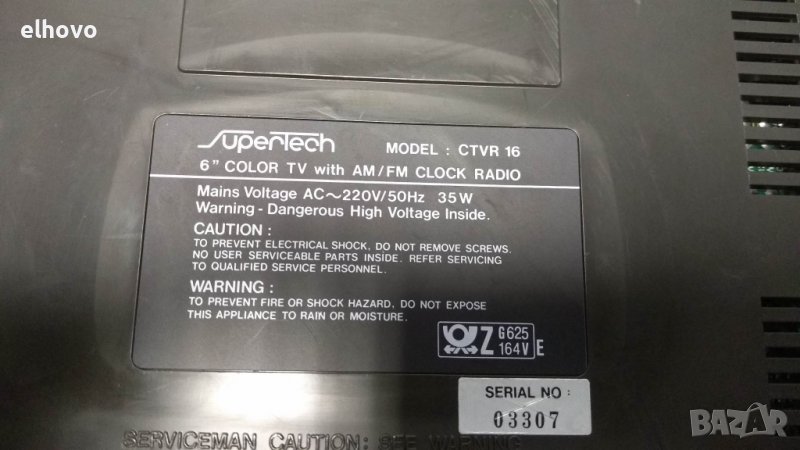 elhovo
SuperTech MODEL : CTVR 16
6" COLOR TV with AM/FM CLOCK RADIO
Mains Voltage AC～220V/50Hz 35W
Warning - Dangerous High Voltage Inside.
CAUTION :
TO PREVENT ELECTRICAL SHOCK, DO NOT REMOVE SCREWS.
NO USER SERVICEABLE PARTS INSIDE. REFER SERVICING
TO QUALIFIED SERVICE PERSONNEL.
WARNING :
TO PREVENT FIRE OR SHOCK HAZARD, DO NOT EXPOSE
THIS APPLIANCE TO RAIN OR MOISTURE.
Z G625 164V E
SERIAL NO :
03307
SERVICEMAN CAUTION: SEE WARNING
BAZAR